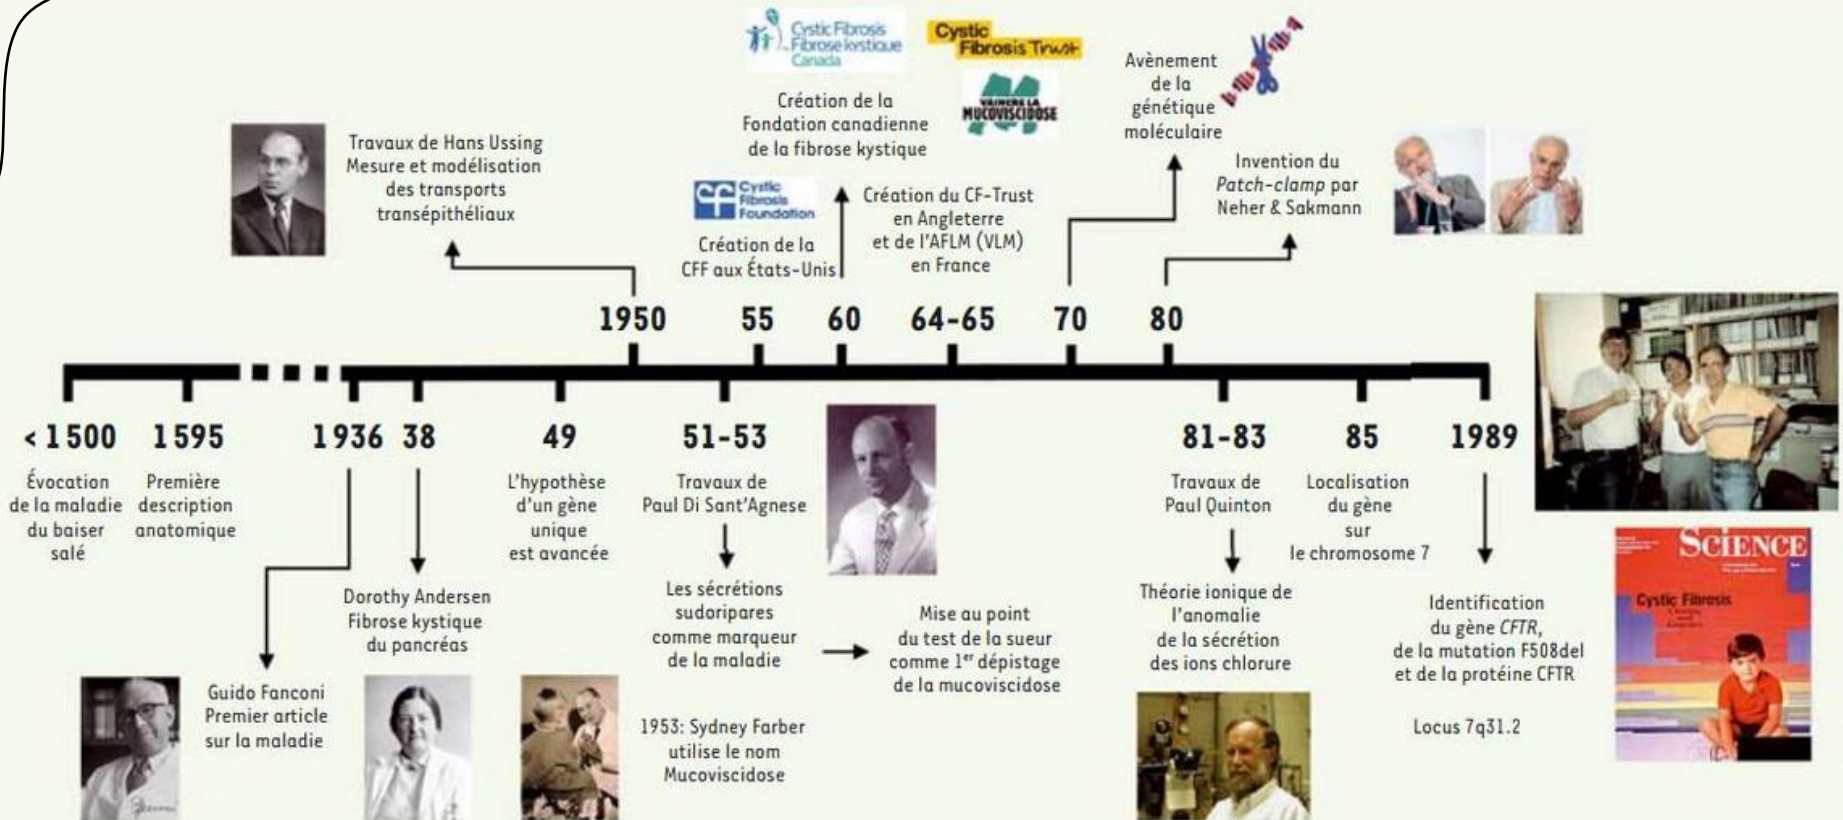 Cystic Fibrosis
Fibrose kystique
Canada
Cystic
Fibrosis Trust
VAINCRE LA
MUCOVISCIDOSE
Création de la
Fondation canadienne
de la fibrose kystique
Avènement
de la
génétique
moléculaire
Travaux de Hans Ussing
Mesure et modélisation
des transports
transépithéliaux
Cystic
Fibrosis
Foundation
Création de la
CFF aux États-Unis
Création du CF-Trust
en Angleterre
et de l'AFLM (VLM)
en France
Invention du
Patch-clamp par
Neher & Sakmann
1950 55 60 64-65 70 80
< 1500 1595 1936 38 49 51-53 81-83 85 1989
Évocation
de la maladie
du baiser
salé
Première
description
anatomique
L'hypothèse
d'un gène
unique
est avancée
Travaux de
Paul Di Sant'Agnese
Travaux de
Paul Quinton
Localisation
du gène
sur
le chromosome 7
Guido Fanconi
Premier article
sur la maladie
Dorothy Andersen
Fibrose kystique
du pancréas
Les sécrétions
sudoripares
comme marqueur
de la maladie
Mise au point
du test de la sueur
comme 1er dépistage
de la mucoviscidose
1953: Sydney Farber
utilise le nom
Mucoviscidose
Théorie ionique de
l'anomalie
de la sécrétion
des ions chlorure
Identification
du gène CFTR,
de la mutation F508del
et de la protéine CFTR
Locus 7q31.2
SCIENCE
Cystic Fibrosis